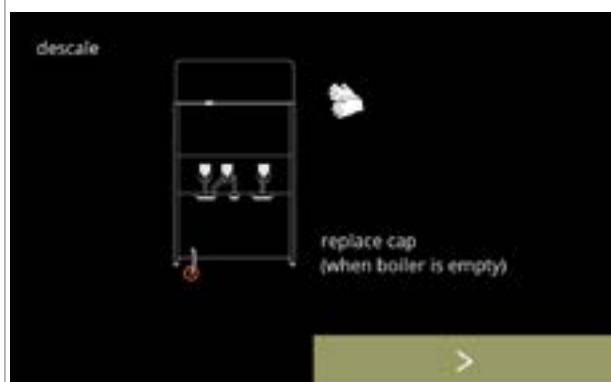 descale
replace cap
(when boiler is empty)
>